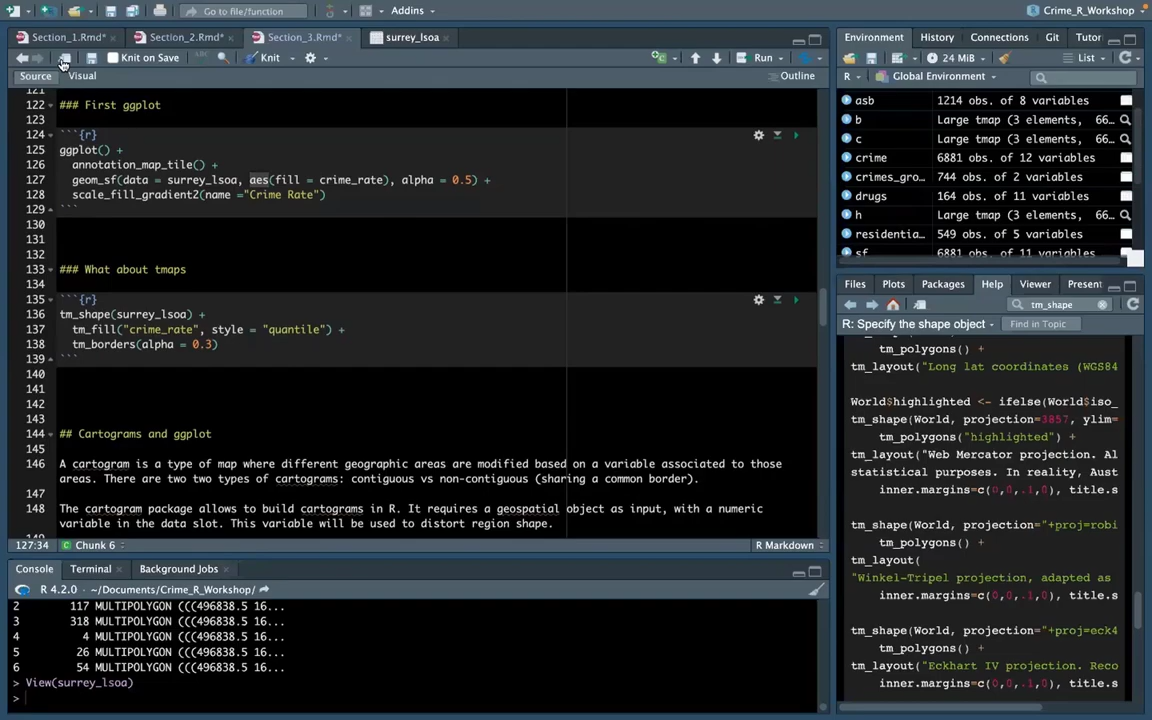 Go to file/function
Addins
Crime_R_Workshop
Section_1.Rmd*
Section_2.Rmd*
Section_3.Rmd*
surrey_lsoa
Knit on Save
ABC
Knit
Run
Source
Visual
Outline
121
122 ### First ggplot
123
124 ```{r}
125 ggplot() +
126 annotation_map_tile() +
127 geom_sf(data = surrey_lsoa, aes(fill = crime_rate), alpha = 0.5) +
128 scale_fill_gradient2(name ="Crime Rate")
129 ```
130
131
132
133 ### What about tmaps
134
135 ```{r}
136 tm_shape(surrey_lsoa) +
137 tm_fill("crime_rate", style = "quantile") +
138 tm_borders(alpha = 0.3)
139 ```
140
141
142
143
144 ## Cartograms and ggplot
145
146 A cartogram is a type of map where different geographic areas are modified based on a variable associated to those
areas. There are two two types of cartograms: contiguous vs non-contiguous (sharing a common border).
147
148 The cartogram package allows to build cartograms in R. It requires a geospatial object as input, with a numeric
variable in the data slot. This variable will be used to distort region shape.
127:34
Chunk 6
R Markdown
Console
Terminal
Background Jobs
R 4.2.0 · ~/Documents/Crime_R_Workshop/
2 117 MULTIPOLYGON (((496838.5 16...
3 318 MULTIPOLYGON (((496838.5 16...
4 4 MULTIPOLYGON (((496838.5 16...
5 26 MULTIPOLYGON (((496838.5 16...
6 54 MULTIPOLYGON (((496838.5 16...
> View(surrey_lsoa)
>
Environment
History
Connections
Git
Tutor
24 MiB
List
R
Global Environment
asb 1214 obs. of 8 variables
b Large tmap (3 elements, 66…
c Large tmap (3 elements, 66…
crime 6881 obs. of 12 variables
crimes_gro… 744 obs. of 2 variables
drugs 164 obs. of 11 variables
h Large tmap (3 elements, 66…
residentia… 549 obs. of 5 variables
sf 6881 obs. of 11 variables
Files
Plots
Packages
Help
Viewer
Present
tm_shape
R: Specify the shape object
Find in Topic
tm_polygons() +
tm_layout("Long lat coordinates (WGS84
World$highlighted <- ifelse(World$iso_
tm_shape(World, projection=3857, ylim=
tm_polygons("highlighted") +
tm_layout("Web Mercator projection. Al
statistical purposes. In reality, Aust
inner.margins=c(0,0,.1,0), title.s
tm_shape(World, projection="+proj=robi
tm_polygons() +
tm_layout(
"Winkel-Tripel projection, adapted as
inner.margins=c(0,0,.1,0), title.s
tm_shape(World, projection="+proj=eck4
tm_polygons() +
tm_layout("Eckhart IV projection. Reco
inner.margins=c(0,0,.1,0), title.s